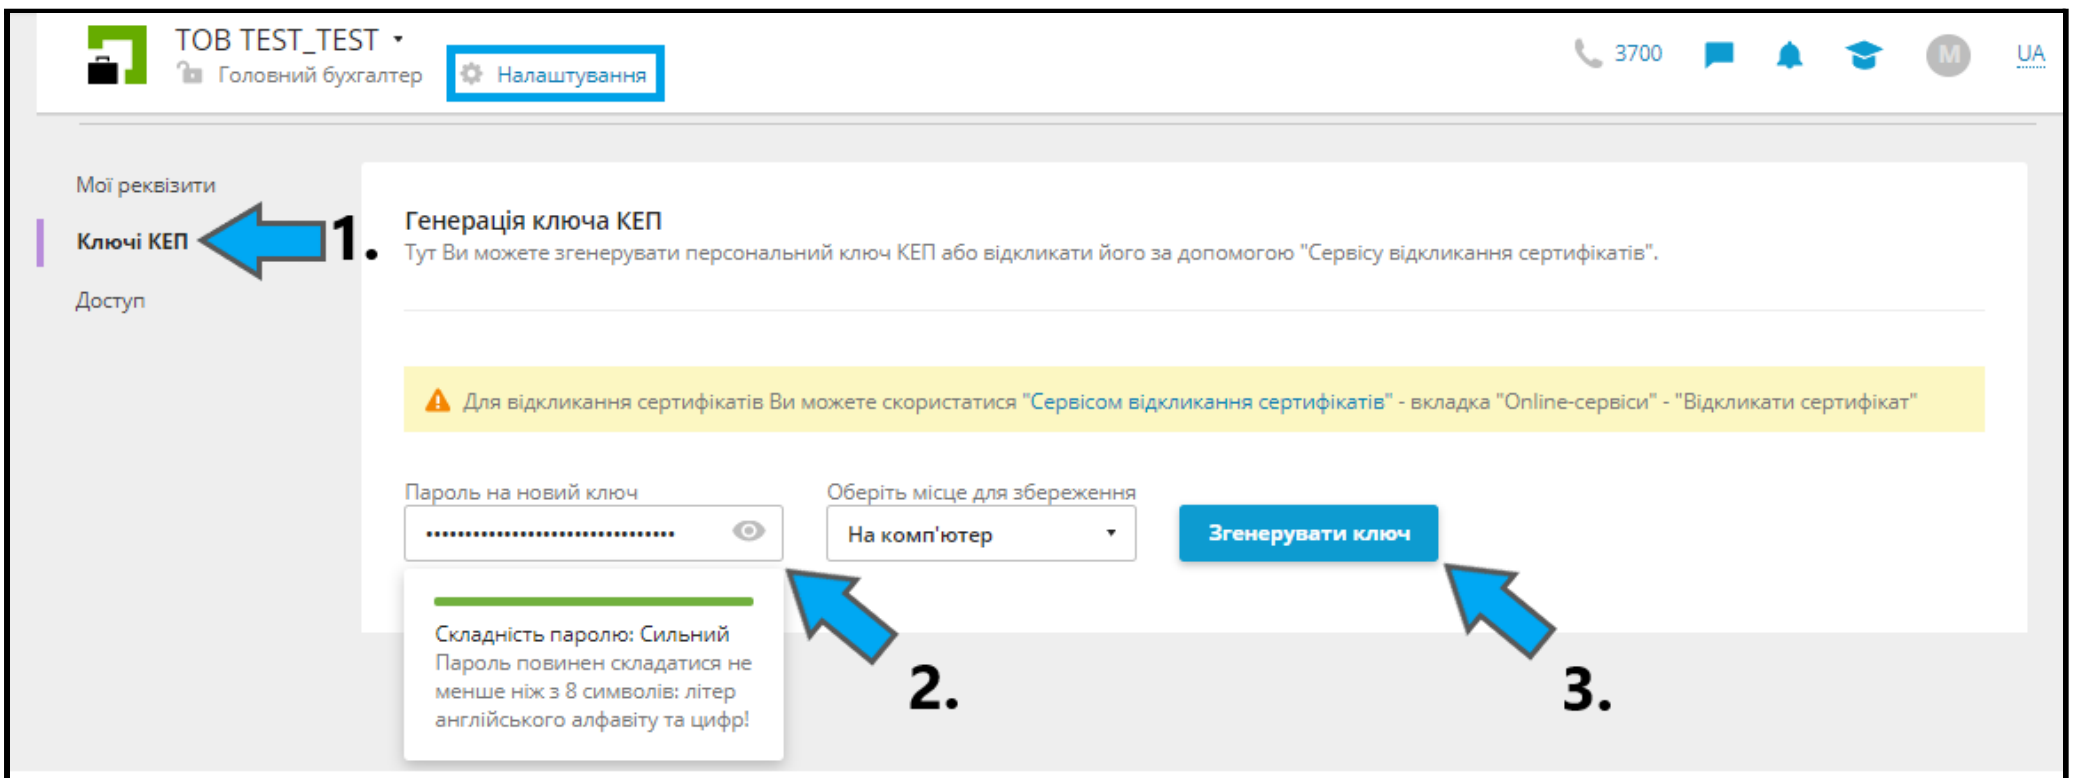 ТОВ TEST_TEST
Головний бухгалтер
Налаштування
3700
M
UA
Мої реквізити
Ключі КЕП
1.
Доступ
Генерація ключа КЕП
Тут Ви можете згенерувати персональний ключ КЕП або відкликати його за допомогою "Сервісу відкликання сертифікатів".
Для відкликання сертифікатів Ви можете скористатися "Сервісом відкликання сертифікатів" - вкладка "Online-сервіси" - "Відкликати сертифікат"
Пароль на новий ключ
Оберіть місце для збереження
На комп'ютер
Згенерувати ключ
Складність паролю: Сильний
Пароль повинен складатися не
менше ніж з 8 символів: літер
англійського алфавіту та цифр!
2.
3.